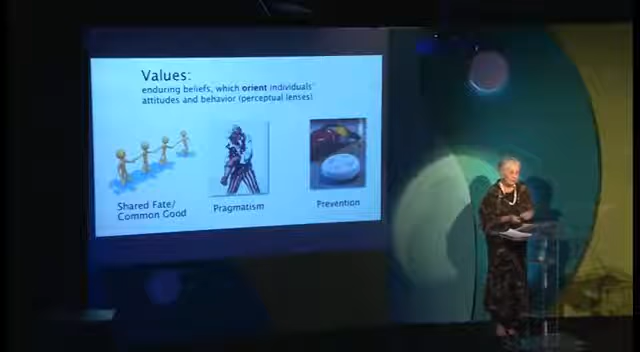 Values:
enduring beliefs, which orient individuals'
attitudes and behavior (perceptual lenses)
Shared Fate/
Common Good
Pragmatism
Prevention